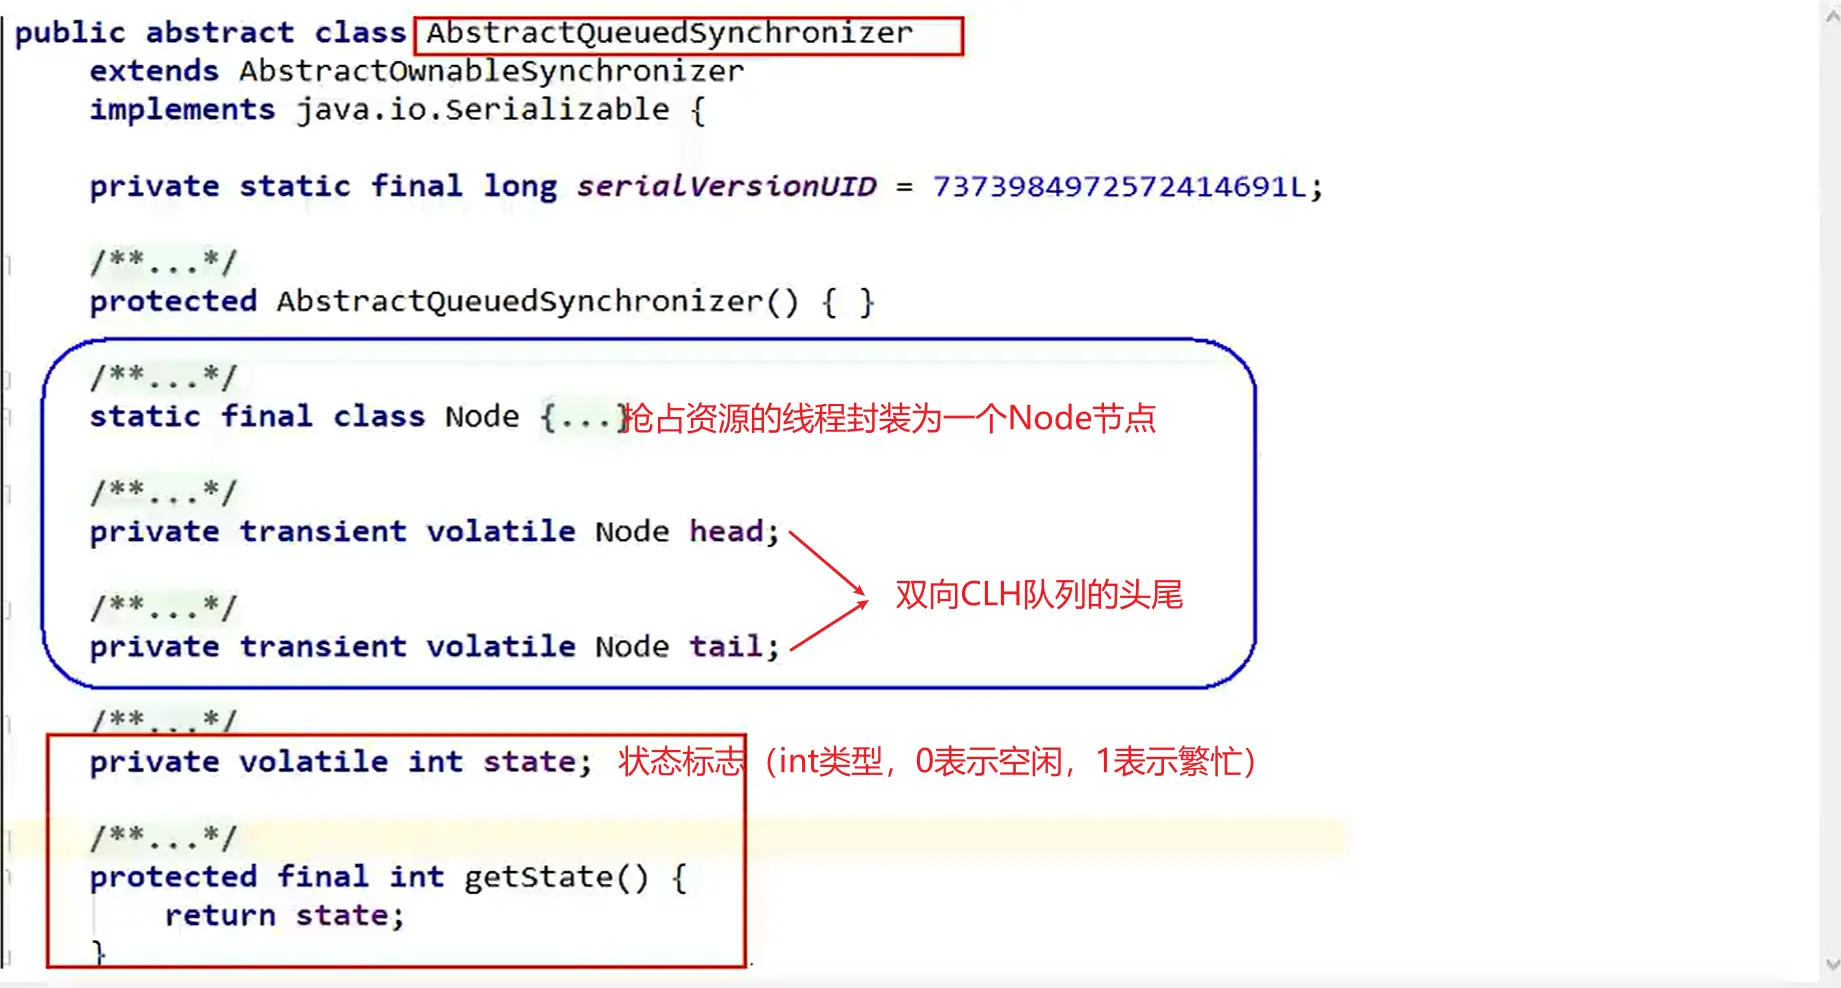 public abstract class AbstractQueuedSynchronizer
extends AbstractOwnableSynchronizer
implements java.io.Serializable {
private static final long serialVersionUID = 7373984972572414691L;
/**...*/
protected AbstractQueuedSynchronizer() { }
/**...*/
static final class Node {...}抢占资源的线程封装为一个Node节点
/**...*/
private transient volatile Node head;
双向CLH队列的头尾
/**...*/
private transient volatile Node tail;
/**...*/
private volatile int state; 状态标志（int类型，0表示空闲，1表示繁忙）
/**...*/
protected final int getState() {
return state;
}